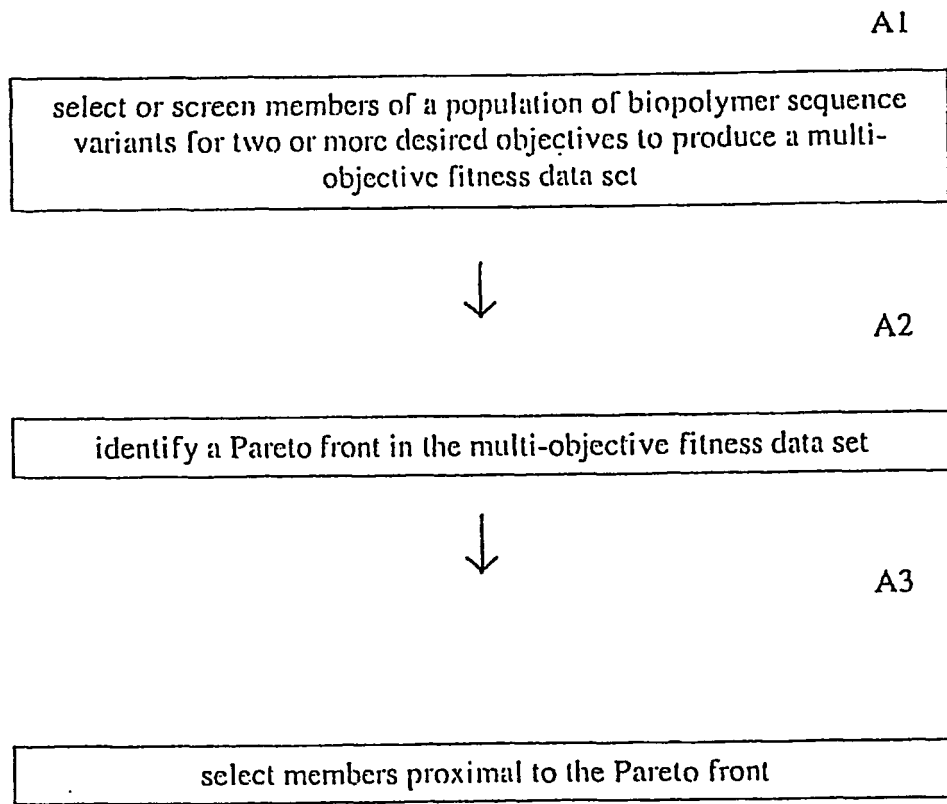 A1
select or screen members of a population of biopolymer sequence
variants for two or more desired objectives to produce a multi-
objective fitness data set
A2
identify a Pareto front in the multi-objective fitness data set
A3
select members proximal to the Pareto front